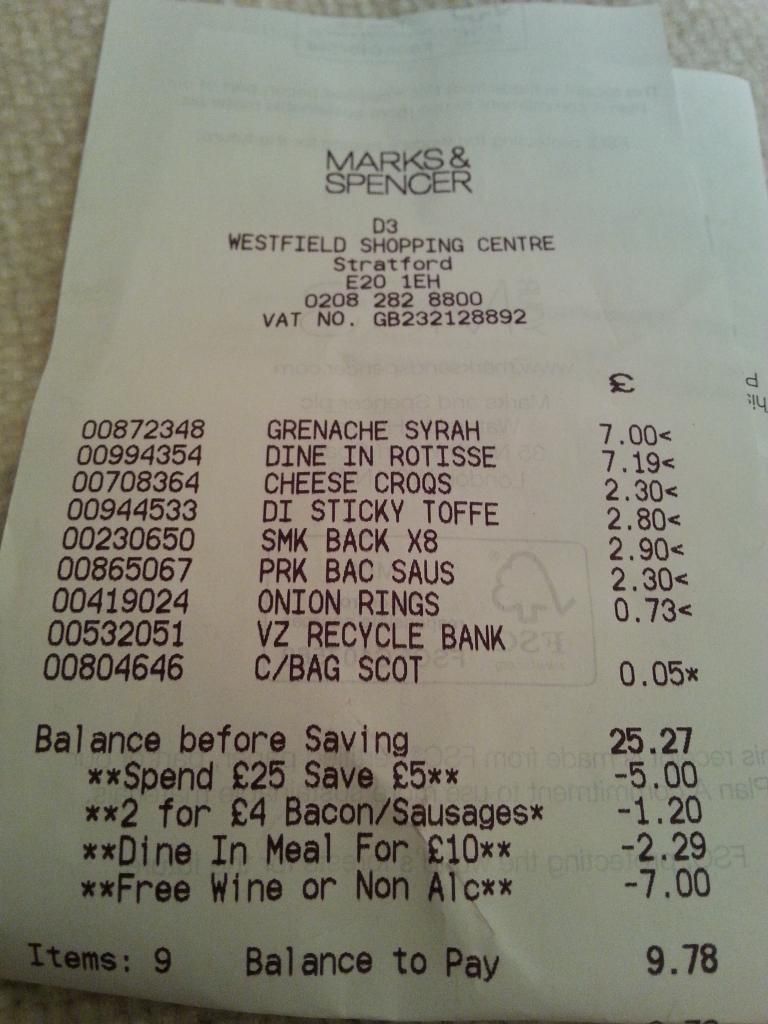 MARKS &
SPENCER
D3
WESTFIELD SHOPPING CENTRE
Stratford
E20 1EH
0208 282 8800
VAT NO. GB232128892
£
00872348 GRENACHE SYRAH 7.00<
00994354 DINE IN ROTISSE 7.19<
00708364 CHEESE CROQS 2.30<
00944533 DI STICKY TOFFE 2.80<
00230650 SMK BACK X8 2.90<
00865067 PRK BAC SAUS 2.30<
00419024 ONION RINGS 0.73<
00532051 VZ RECYCLE BANK
00804646 C/BAG SCOT 0.05*
Balance before Saving 25.27
**Spend £25 Save £5** -5.00
**2 for £4 Bacon/Sausages* -1.20
**Dine In Meal For £10** -2.29
**Free Wine or Non Alc** -7.00
Items: 9 Balance to Pay 9.78